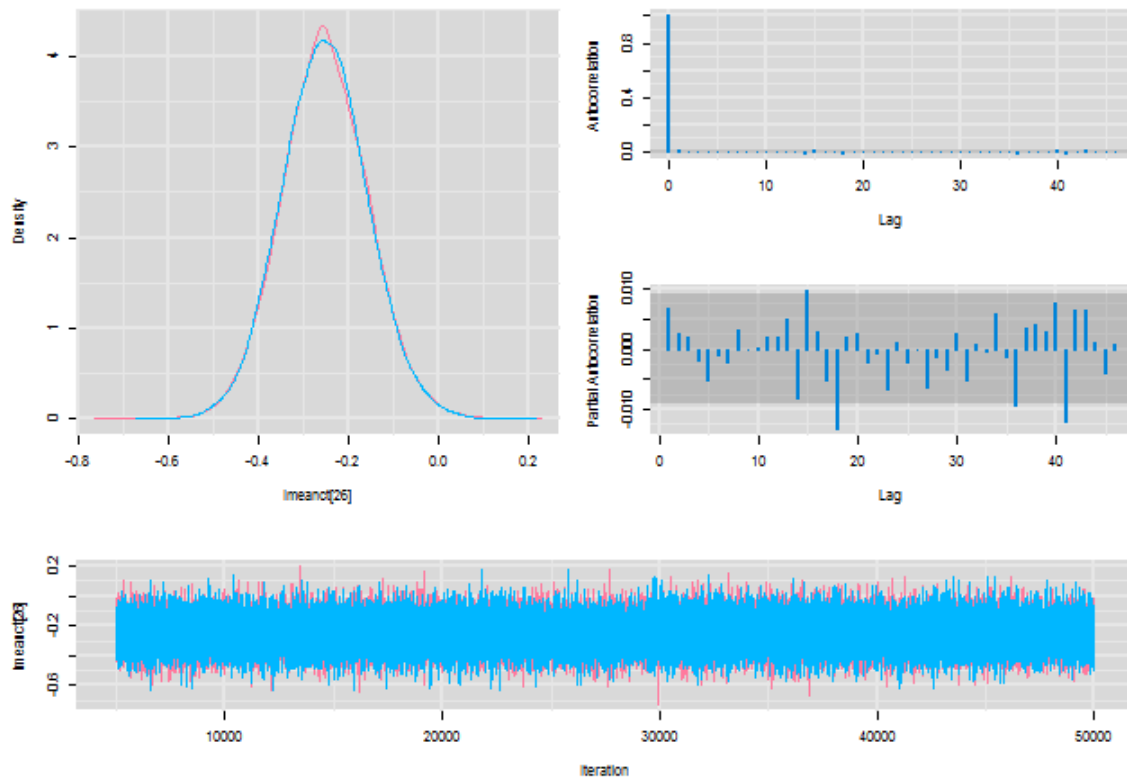 Density
0 1 2 3 4
-0.8 -0.6 -0.4 -0.2 0.0 0.2
lmeanct[26]
Autocorrelation
0.0 0.4 0.8
0 10 20 30 40
Lag
Partial Autocorrelation
-0.010 0.000 0.010
0 10 20 30 40
Lag
lmeanct[26]
-0.6 -0.2 0.2
10000 20000 30000 40000 50000
Iteration